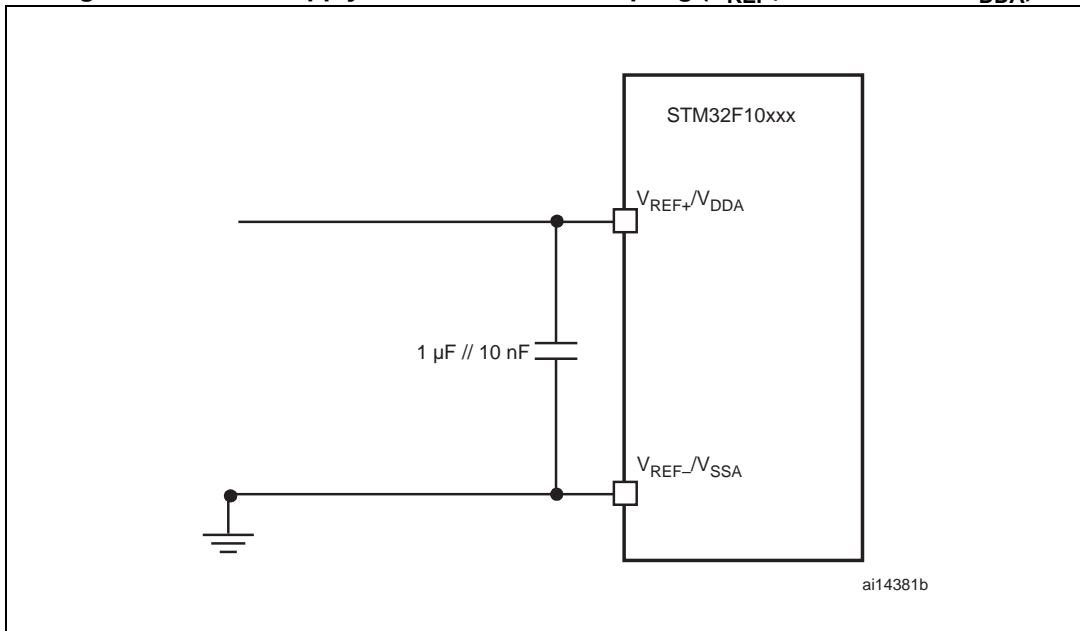 STM32F10xxx
VREF+/VDDA
1 µF // 10 nF
VREF–/VSSA
ai14381b